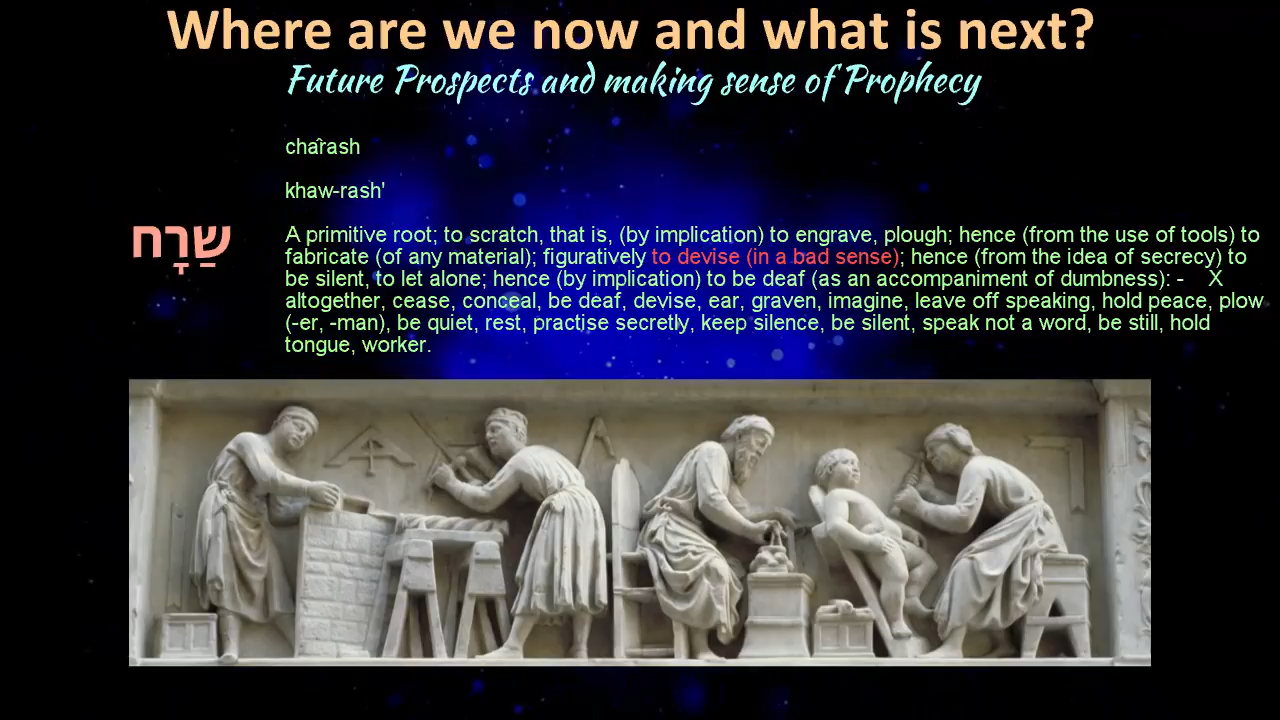 Where are we now and what is next?
Future Prospects and making sense of Prophecy
chârash
khaw-rash'
שַׁרָח
A primitive root; to scratch, that is, (by implication) to engrave, plough; hence (from the use of tools) to
fabricate (of any material); figuratively to devise (in a bad sense); hence (from the idea of secrecy) to
be silent, to let alone; hence (by implication) to be deaf (as an accompaniment of dumbness): - X
altogether, cease, conceal, be deaf, devise, ear, graven, imagine, leave off speaking, hold peace, plow
(-er, -man), be quiet, rest, practise secretly, keep silence, be silent, speak not a word, be still, hold
tongue, worker.